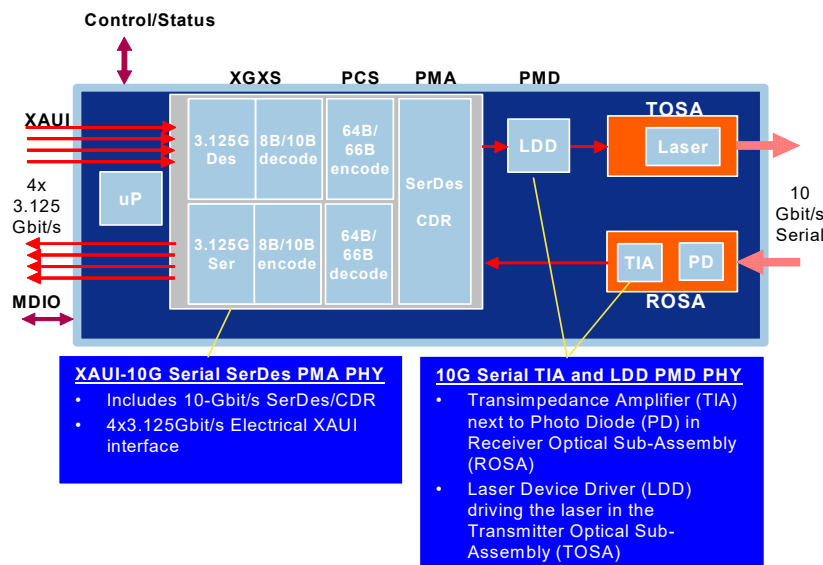 Control/Status
XGXS
PCS
PMA
PMD
XAUI
TOSA
3.125G
Des
8B/10B
decode
64B/
66B
encode
SerDes
CDR
LDD
Laser
4x
3.125
Gbit/s
uP
10
Gbit/s
Serial
3.125G
Ser
8B/10B
encode
64B/
66B
decode
TIA
PD
ROSA
MDIO
XAUI-10G Serial SerDes PMA PHY
• Includes 10-Gbit/s SerDes/CDR
• 4x3.125Gbit/s Electrical XAUI
interface
10G Serial TIA and LDD PMD PHY
• Transimpedance Amplifier (TIA)
next to Photo Diode (PD) in
Receiver Optical Sub-Assembly
(ROSA)
• Laser Device Driver (LDD)
driving the laser in the
Transmitter Optical Sub-
Assembly (TOSA)